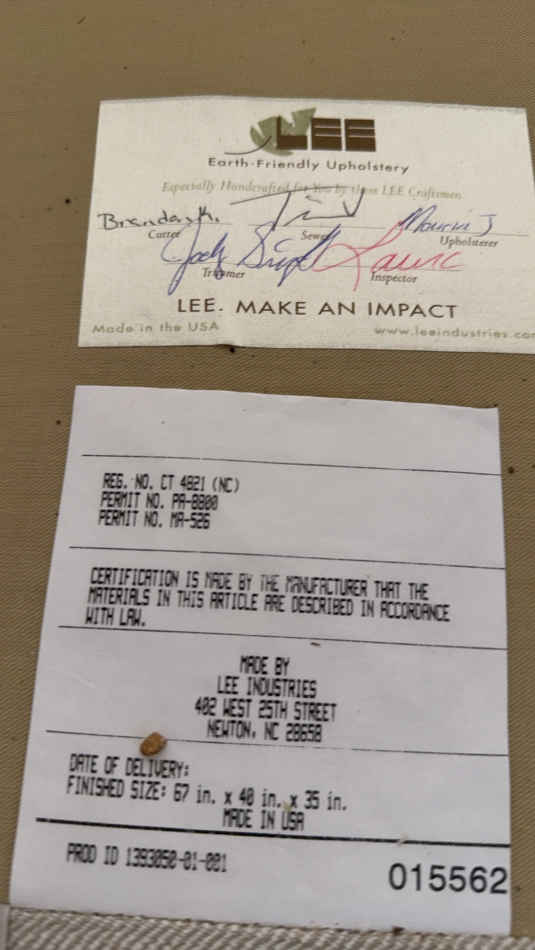 LEE
Earth-Friendly Upholstery
Especially Handcrafted for You by these LEE Craftsmen
Brenda K.
Cutter
Sewer
Upholsterer
Trimmer
Inspector
LEE. MAKE AN IMPACT
Made in the USA
www.leeindustries.com
REG. NO. CT 4821 (NC)
PERMIT NO. PA-8800
PERMIT NO. MA-526
CERTIFICATION IS MADE BY THE MANUFACTURER THAT THE
MATERIALS IN THIS ARTICLE ARE DESCRIBED IN ACCORDANCE
WITH LAW.
MADE BY
LEE INDUSTRIES
402 WEST 25TH STREET
NEWTON, NC 28658
DATE OF DELIVERY:
FINISHED SIZE: 67 in. x 40 in. x 35 in.
MADE IN USA
PROD ID 1393050-01-001
015562